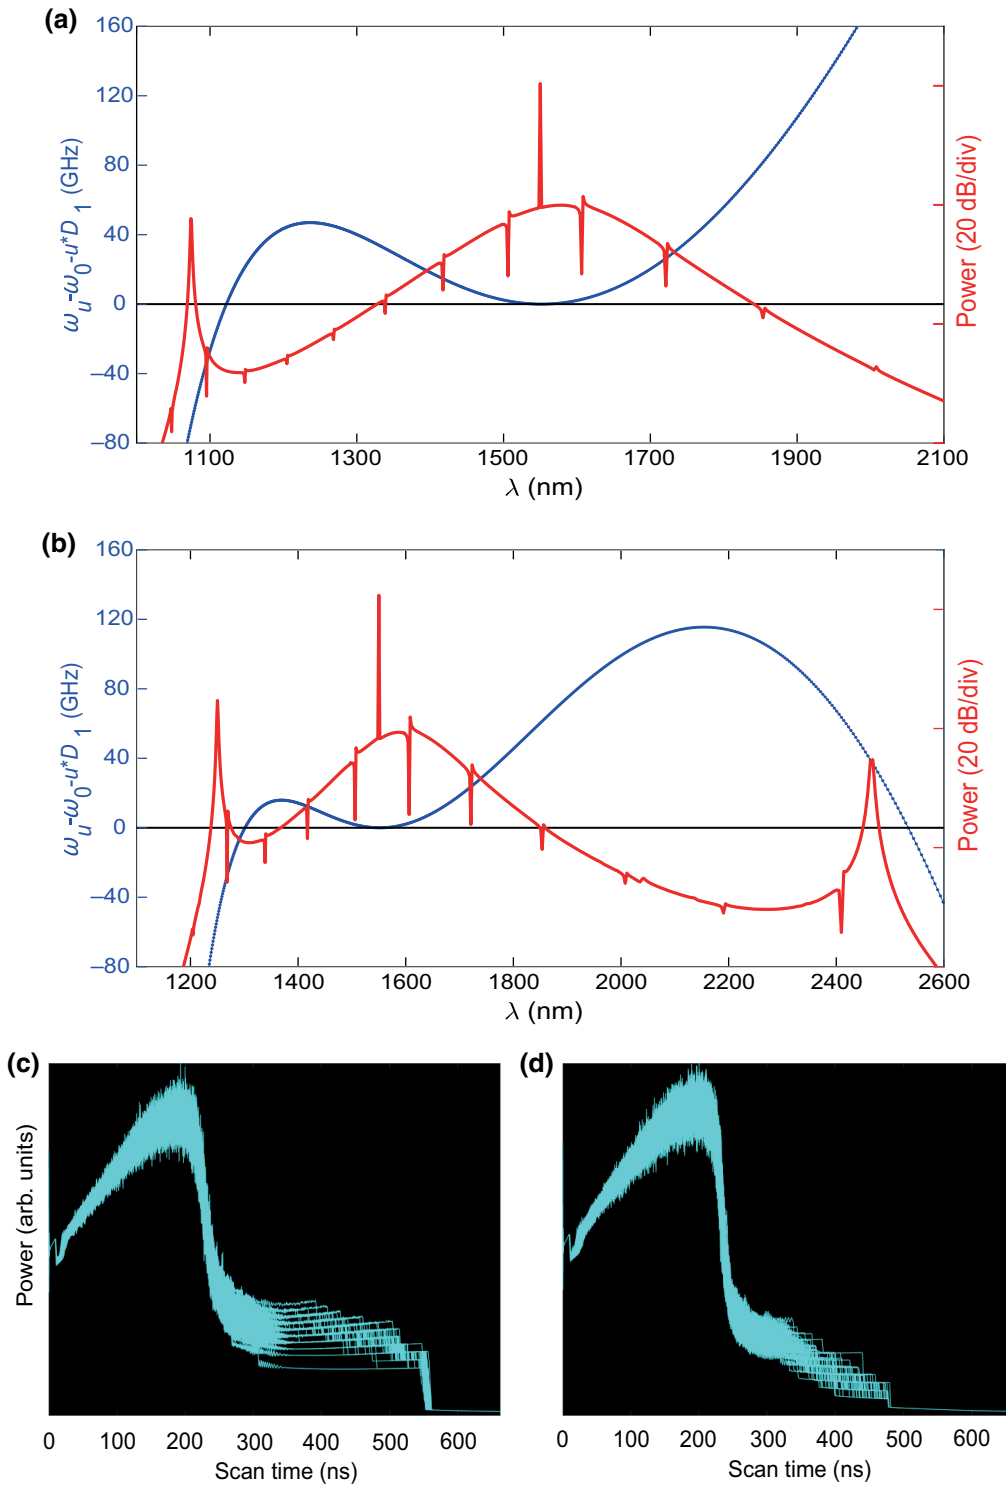 (a)
160
120
80
40
0
–40
–80
ω_u-ω_0-u*D_1 (GHz)
Power (20 dB/div)
1100 1300 1500 1700 1900 2100
λ (nm)
(b)
160
120
80
40
0
–40
–80
ω_u-ω_0-u*D_1 (GHz)
Power (20 dB/div)
1200 1400 1600 1800 2000 2200 2400 2600
λ (nm)
(c)
(d)
Power (arb. units)
0 100 200 300 400 500 600
0 100 200 300 400 500 600
Scan time (ns)
Scan time (ns)